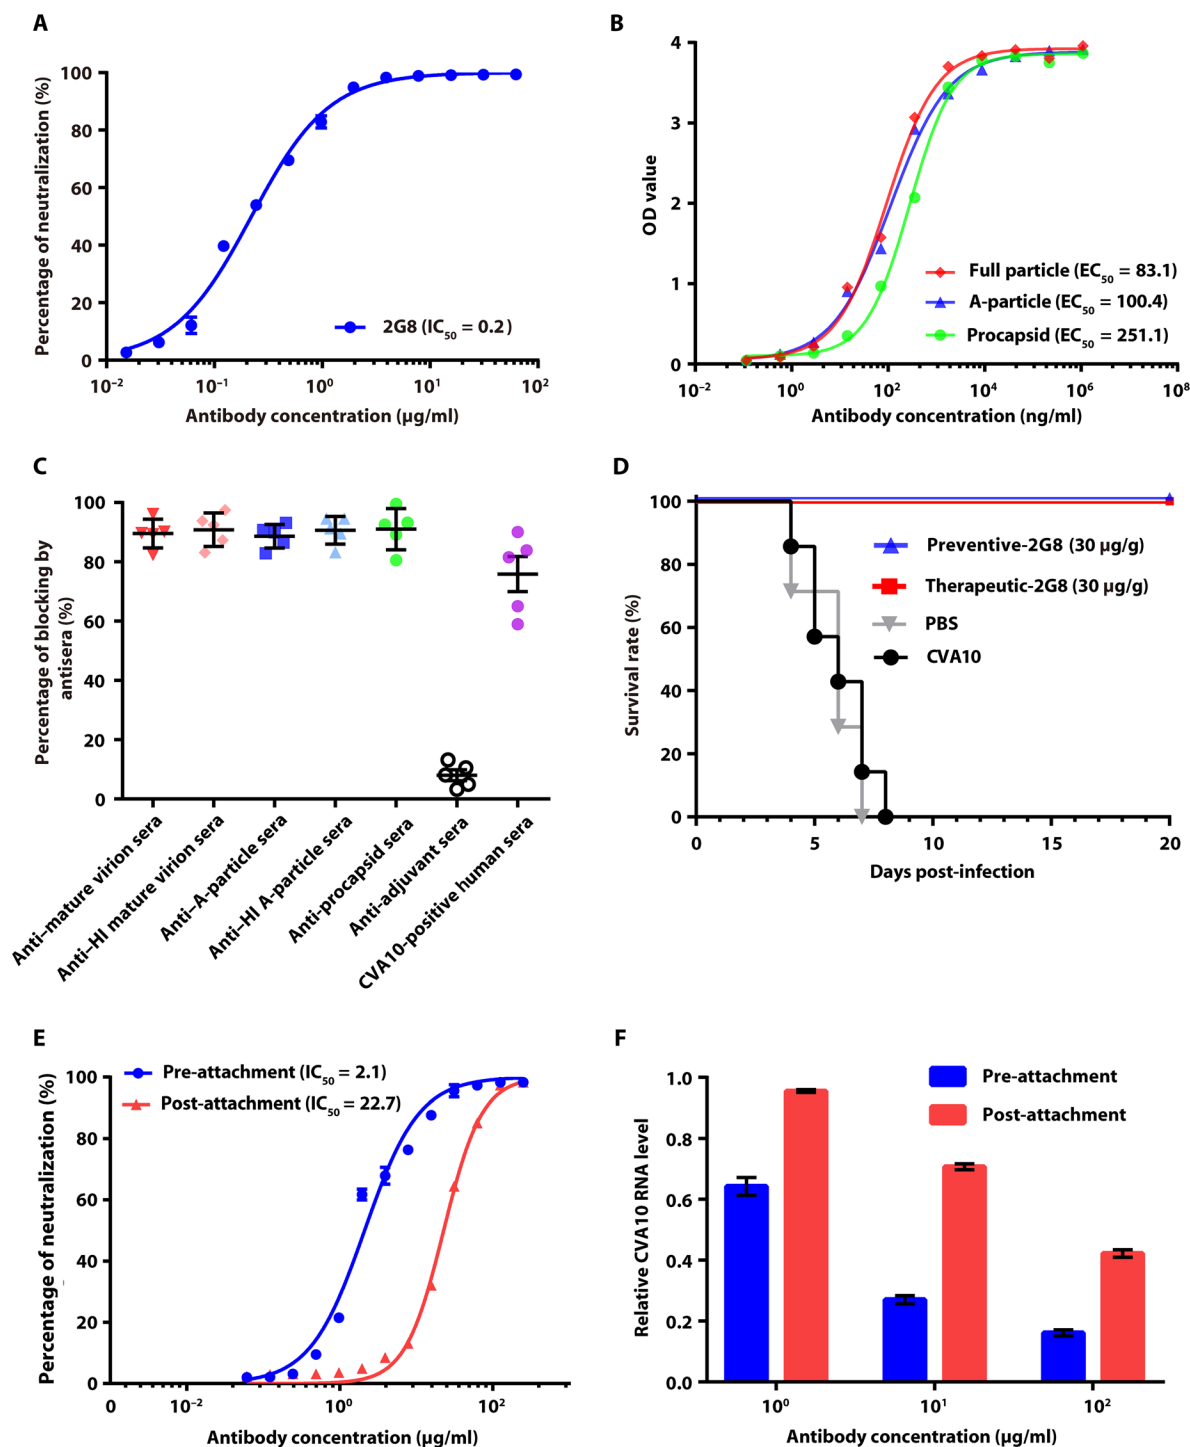 A
Percentage of neutralization (%)
100
80
60
40
20
0
2G8 (IC50 = 0.2)
10⁻² 10⁻¹ 10⁰ 10¹ 10²
Antibody concentration (µg/ml)
B
OD value
4
3
2
1
0
Full particle (EC50 = 83.1)
A-particle (EC50 = 100.4)
Procapsid (EC50 = 251.1)
10⁻² 10⁰ 10² 10⁴ 10⁶ 10⁸
Antibody concentration (ng/ml)
C
Percentage of blocking by
antisera (%)
100
80
60
40
20
0
Anti–mature virion sera
Anti–HI mature virion sera
Anti–A-particle sera
Anti–HI A-particle sera
Anti-procapsid sera
Anti-adjuvant sera
CVA10-positive human sera
D
Survival rate (%)
100
80
60
40
20
0
Preventive-2G8 (30 µg/g)
Therapeutic-2G8 (30 µg/g)
PBS
CVA10
0 5 10 15 20
Days post-infection
E
Percentage of neutralization (%)
Pre-attachment (IC50 = 2.1)
Post-attachment (IC50 = 22.7)
100
80
60
40
20
0
0 10⁻² 10⁰ 10²
Antibody concentration (µg/ml)
F
Relative CVA10 RNA level
1.0
0.8
0.6
0.4
0.2
0.0
Pre-attachment
Post-attachment
10⁰ 10¹ 10²
Antibody concentration (µg/ml)